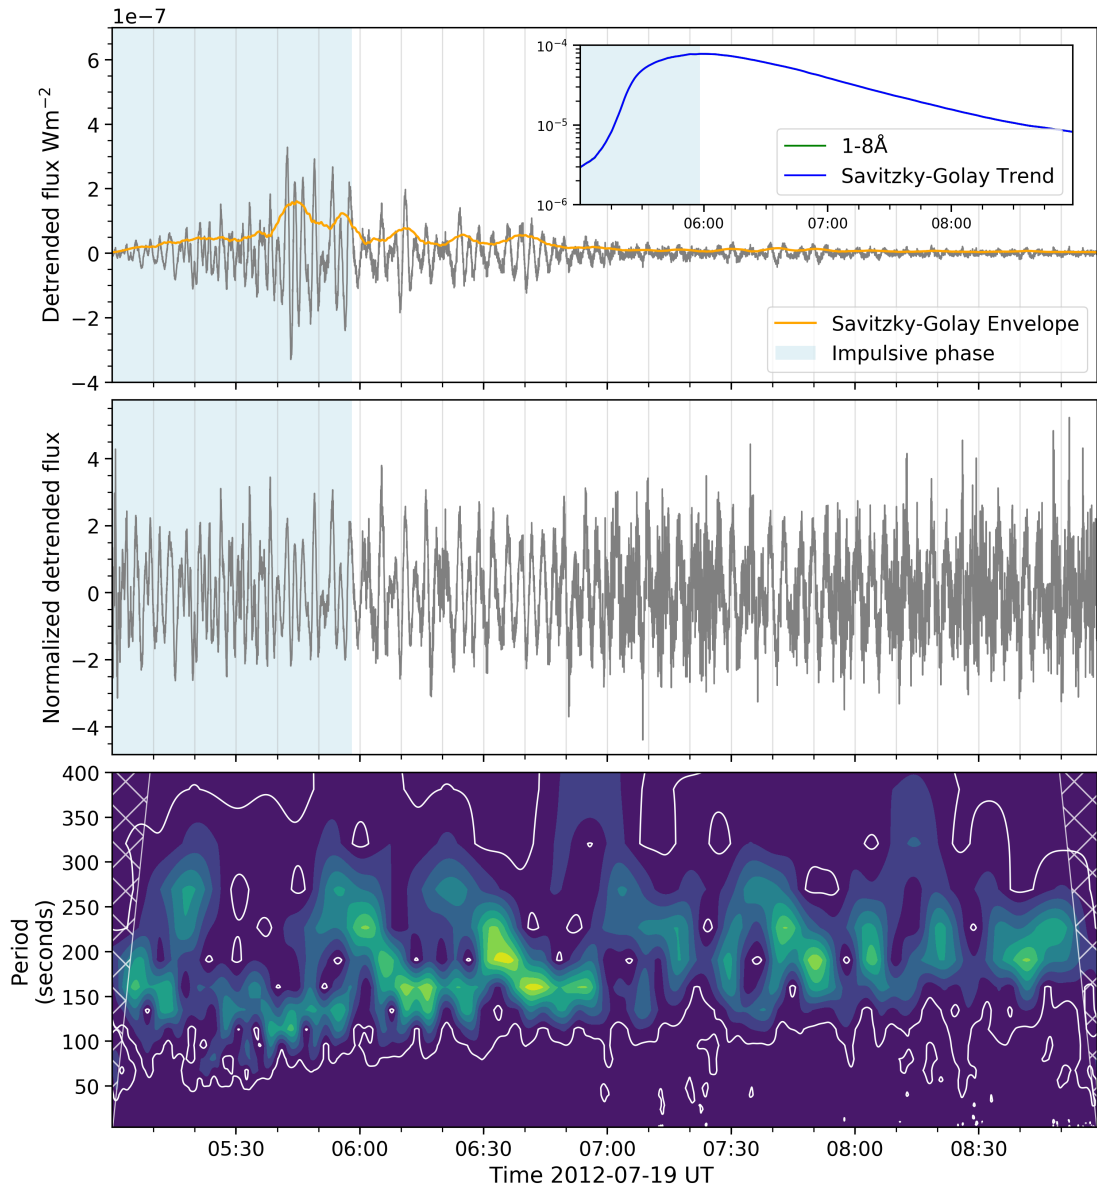 1e−7
6
4
2
0
−2
−4
Detrended flux Wm−2
10−4
10−5
10−6
06:00 07:00 08:00
1-8Å
Savitzky-Golay Trend
Savitzky-Golay Envelope
Impulsive phase
4
2
0
−2
−4
Normalized detrended flux
400
350
300
250
200
150
100
50
Period
(seconds)
05:30 06:00 06:30 07:00 07:30 08:00 08:30
Time 2012-07-19 UT